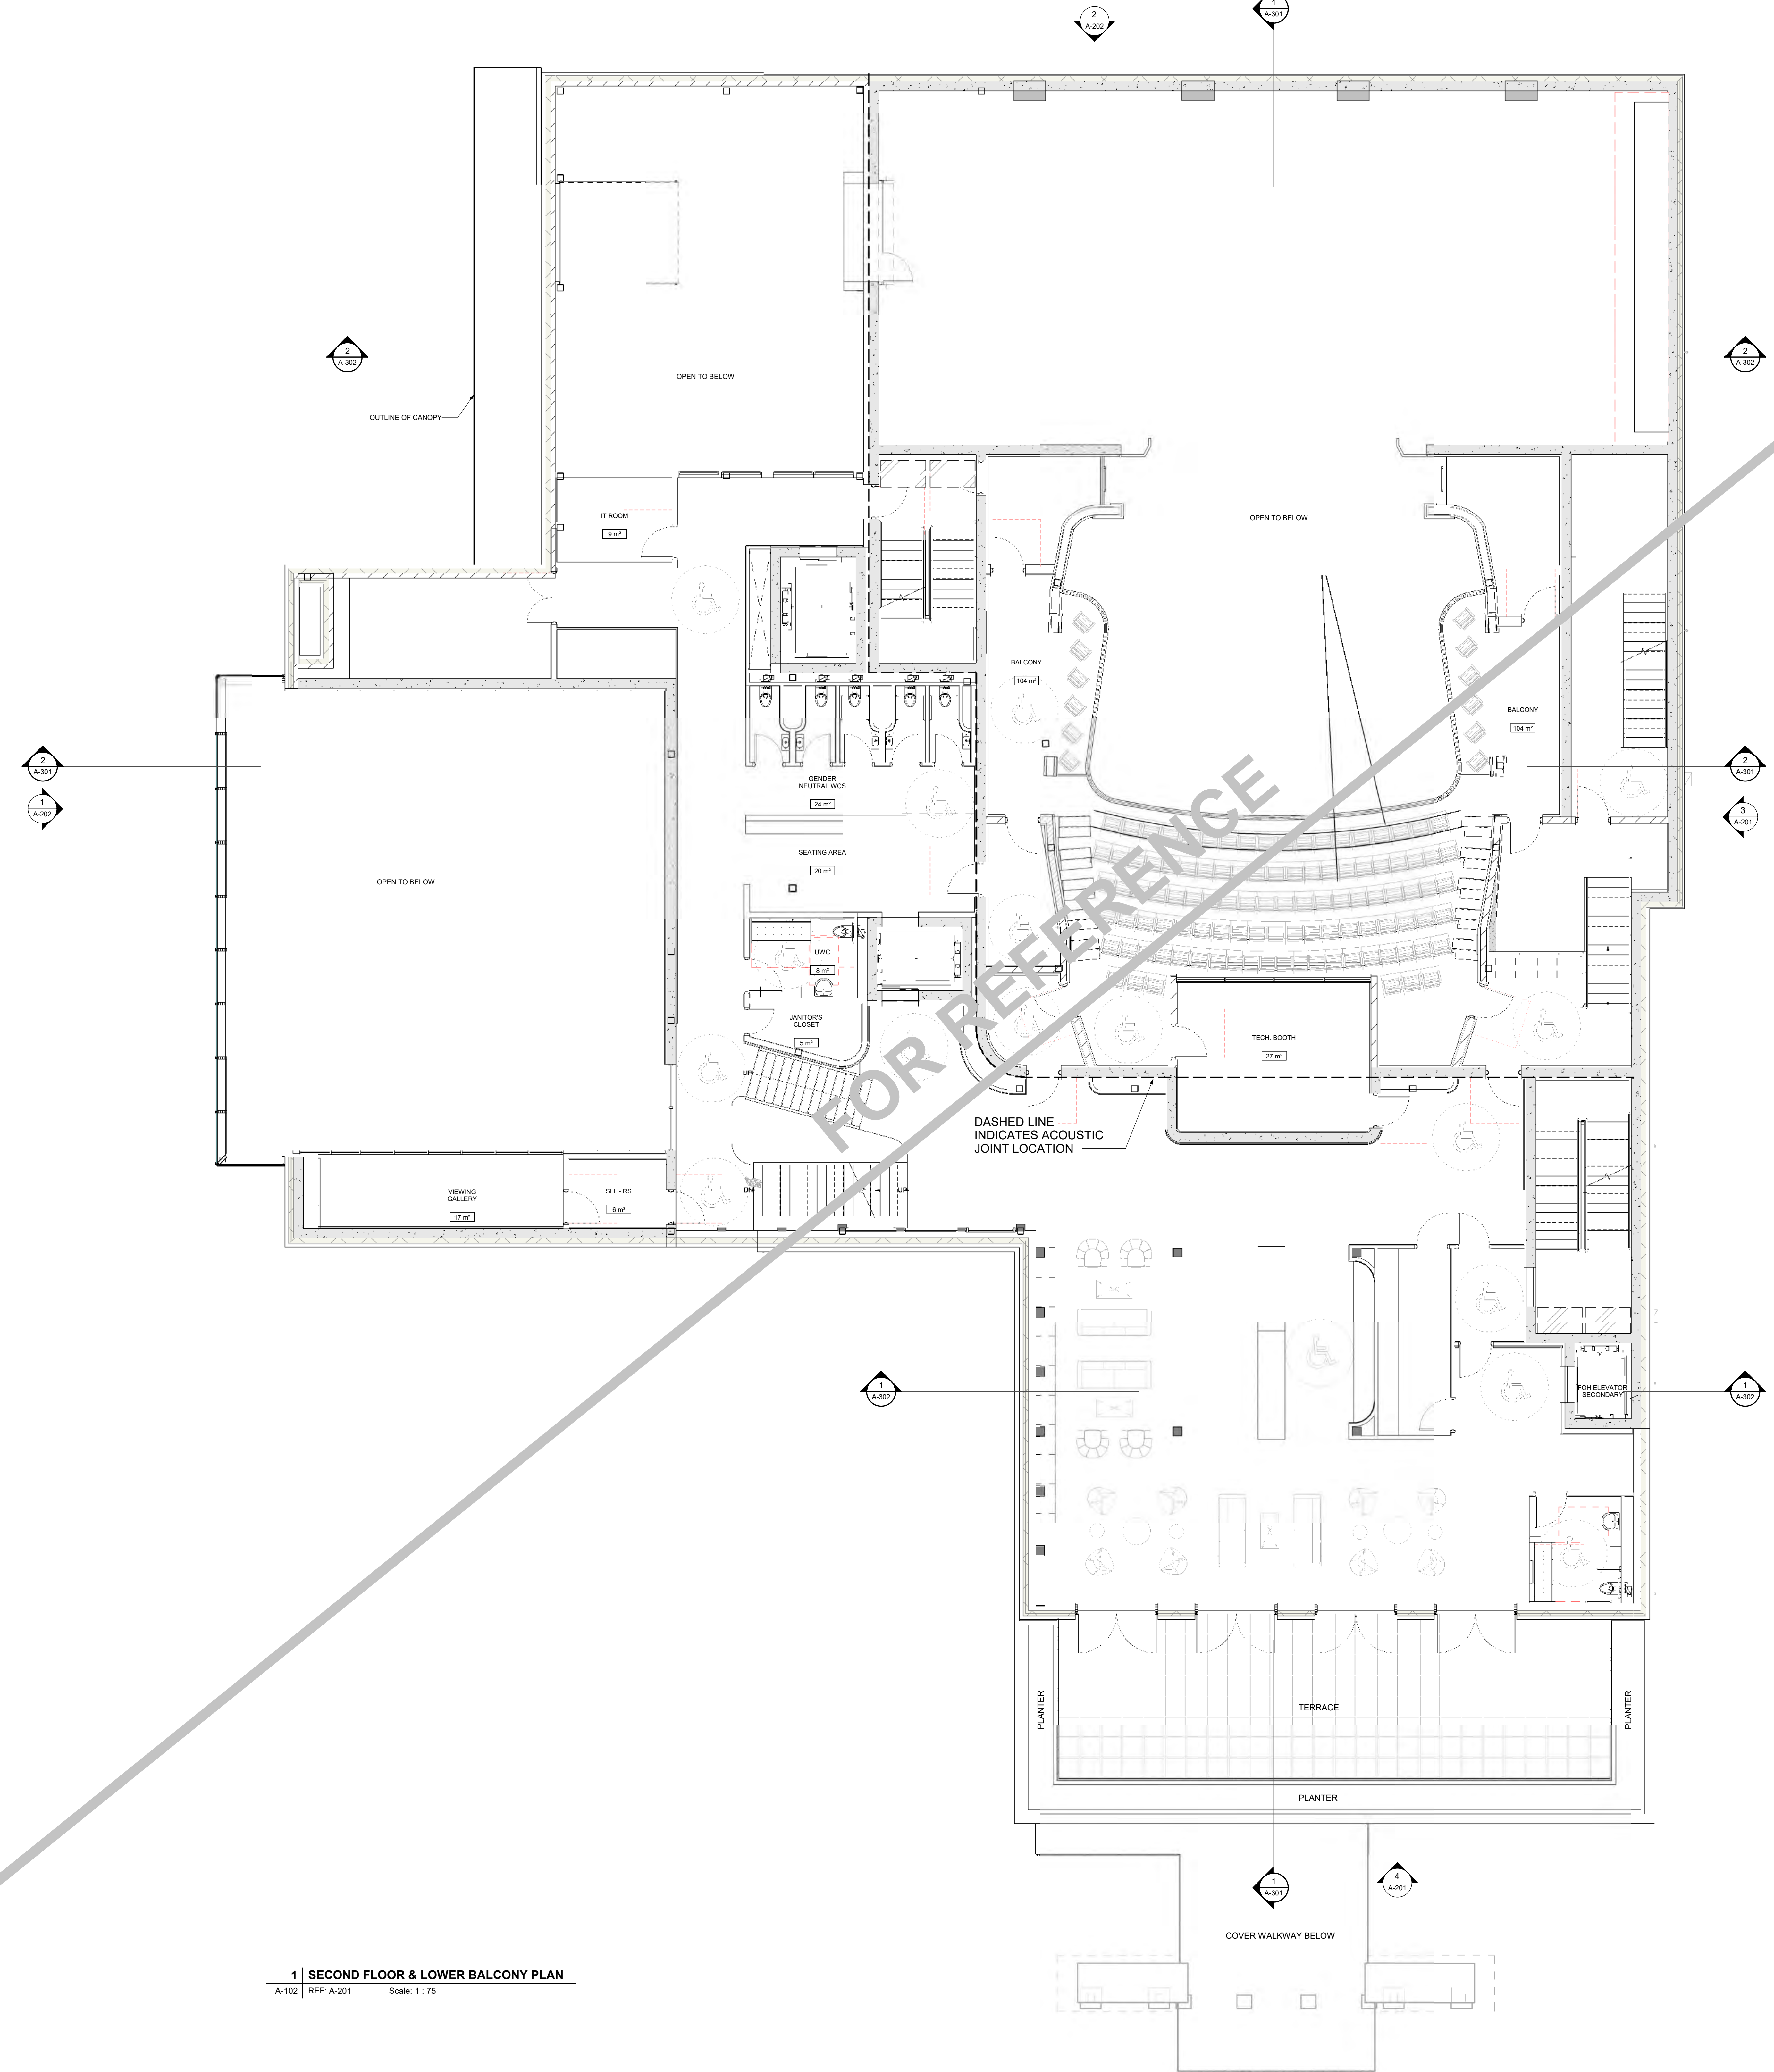 1
A-301
2
A-202
2
A-302
OPEN TO BELOW
2
A-302
OUTLINE OF CANOPY
IT ROOM
9 m²
OPEN TO BELOW
BALCONY
104 m²
BALCONY
104 m²
2
A-301
1
A-202
GENDER
NEUTRAL WCS
24 m²
2
A-301
3
A-201
SEATING AREA
20 m²
OPEN TO BELOW
UWC
8 m²
JANITOR'S
CLOSET
5 m²
UP
TECH. BOOTH
27 m²
FOR REFERENCE
DASHED LINE
INDICATES ACOUSTIC
JOINT LOCATION
VIEWING
GALLERY
17 m²
SLL - RS
6 m²
DN
UP
1
A-302
FOH ELEVATOR
SECONDARY
1
A-302
PLANTER
TERRACE
PLANTER
PLANTER
1
A-301
4
A-201
COVER WALKWAY BELOW
1 SECOND FLOOR & LOWER BALCONY PLAN
A-102 REF: A-201 Scale: 1 : 75